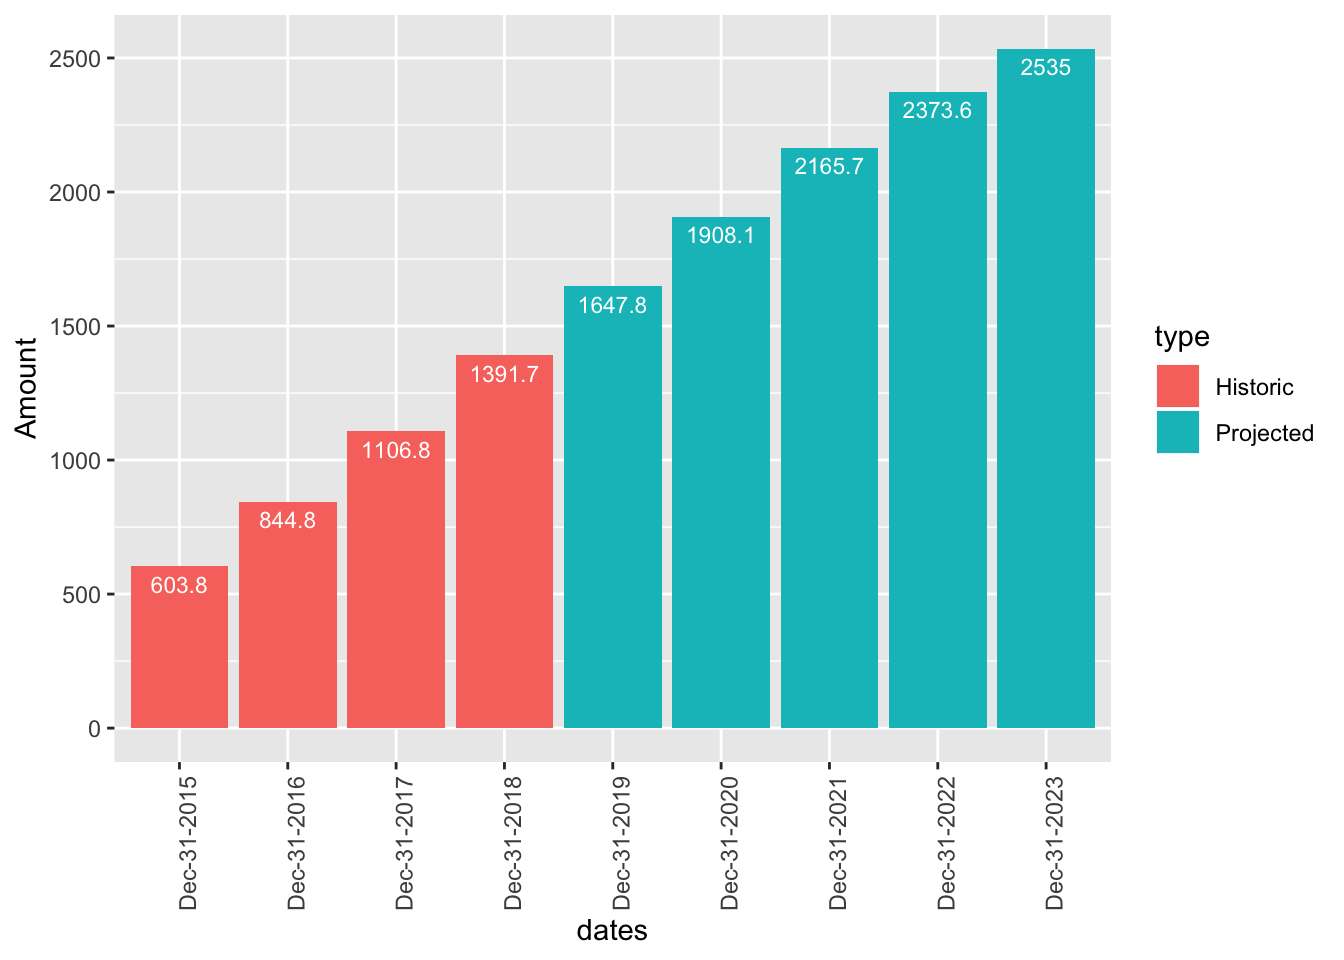 2500
2000
1500
1000
500
0
Amount
603.8
844.8
1106.8
1391.7
1647.8
1908.1
2165.7
2373.6
2535
Dec-31-2015
Dec-31-2016
Dec-31-2017
Dec-31-2018
Dec-31-2019
Dec-31-2020
Dec-31-2021
Dec-31-2022
Dec-31-2023
dates
type
Historic
Projected